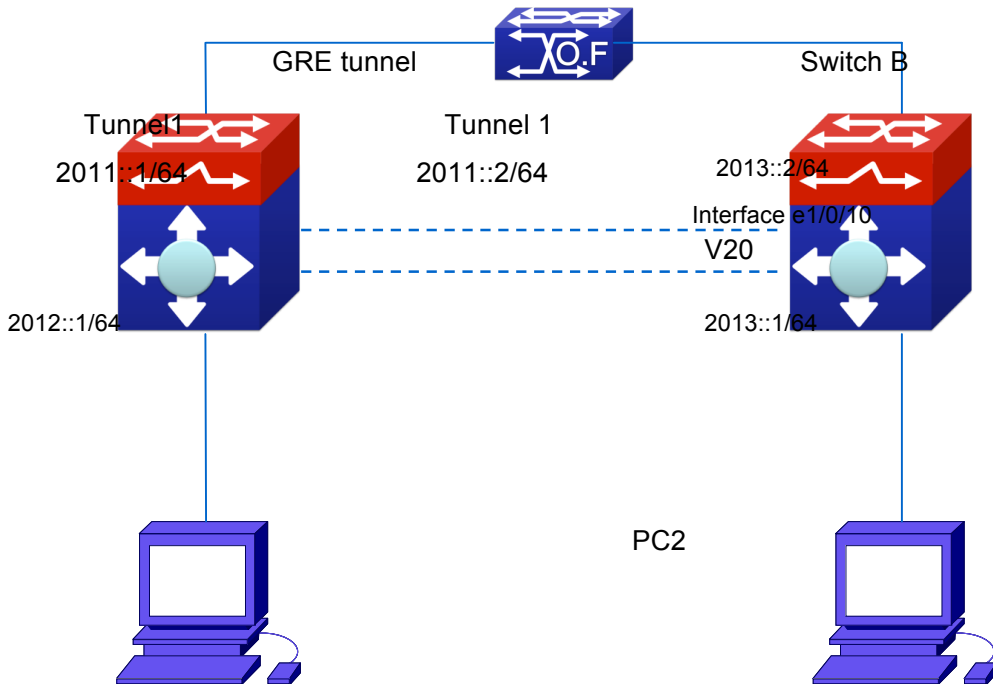 O.F
GRE tunnel
Switch B
Tunnel1
Tunnel 1
2011::1/64
2011::2/64
2013::2/64
Interface e1/0/10
V20
2012::1/64
2013::1/64
PC2